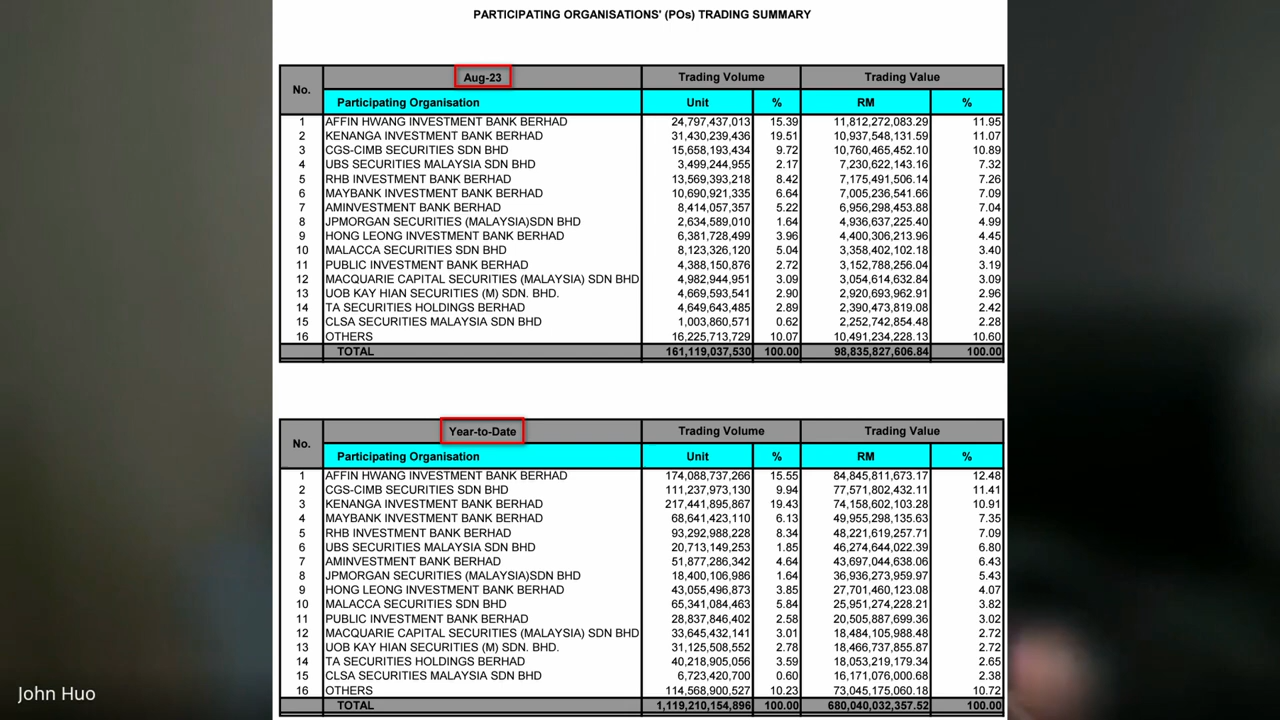 PARTICIPATING ORGANISATIONS' (POs) TRADING SUMMARY
No. Aug-23 Trading Volume Trading Value
Participating Organisation Unit % RM %
1 AFFIN HWANG INVESTMENT BANK BERHAD 24,797,437,013 15.39 11,812,272,083.29 11.95
2 KENANGA INVESTMENT BANK BERHAD 31,430,239,436 19.51 10,937,548,131.59 11.07
3 CGS-CIMB SECURITIES SDN BHD 15,658,193,434 9.72 10,760,465,452.10 10.89
4 UBS SECURITIES MALAYSIA SDN BHD 3,499,244,955 2.17 7,230,622,143.16 7.32
5 RHB INVESTMENT BANK BERHAD 13,569,393,218 8.42 7,175,491,506.14 7.26
6 MAYBANK INVESTMENT BANK BERHAD 10,690,921,335 6.64 7,005,236,541.66 7.09
7 AMINVESTMENT BANK BERHAD 8,414,057,357 5.22 6,956,298,453.88 7.04
8 JPMORGAN SECURITIES (MALAYSIA)SDN BHD 2,634,589,010 1.64 4,936,637,225.40 4.99
9 HONG LEONG INVESTMENT BANK BERHAD 6,381,728,499 3.96 4,400,306,213.96 4.45
10 MALACCA SECURITIES SDN BHD 8,123,326,120 5.04 3,358,402,102.18 3.40
11 PUBLIC INVESTMENT BANK BERHAD 4,388,150,876 2.72 3,152,788,256.04 3.19
12 MACQUARIE CAPITAL SECURITIES (MALAYSIA) SDN BHD 4,982,944,951 3.09 3,054,614,632.84 3.09
13 UOB KAY HIAN SECURITIES (M) SDN. BHD. 4,669,593,541 2.90 2,920,693,962.91 2.96
14 TA SECURITIES HOLDINGS BERHAD 4,649,643,485 2.89 2,390,473,819.08 2.42
15 CLSA SECURITIES MALAYSIA SDN BHD 1,003,860,571 0.62 2,252,742,854.48 2.28
16 OTHERS 16,225,713,729 10.07 10,491,234,228.13 10.60
TOTAL 161,119,037,530 100.00 98,835,827,606.84 100.00
No. Year-to-Date Trading Volume Trading Value
Participating Organisation Unit % RM %
1 AFFIN HWANG INVESTMENT BANK BERHAD 174,088,737,266 15.55 84,845,811,673.17 12.48
2 CGS-CIMB SECURITIES SDN BHD 111,237,973,130 9.94 77,571,802,432.11 11.41
3 KENANGA INVESTMENT BANK BERHAD 217,441,895,867 19.43 74,158,602,103.28 10.91
4 MAYBANK INVESTMENT BANK BERHAD 68,641,423,110 6.13 49,955,298,135.63 7.35
5 RHB INVESTMENT BANK BERHAD 93,292,988,228 8.34 48,221,619,257.71 7.09
6 UBS SECURITIES MALAYSIA SDN BHD 20,713,149,253 1.85 46,274,644,022.39 6.80
7 AMINVESTMENT BANK BERHAD 51,877,286,342 4.64 43,697,044,638.06 6.43
8 JPMORGAN SECURITIES (MALAYSIA)SDN BHD 18,400,106,986 1.64 36,936,273,959.97 5.43
9 HONG LEONG INVESTMENT BANK BERHAD 43,055,496,873 3.85 27,701,460,123.08 4.07
10 MALACCA SECURITIES SDN BHD 65,341,084,463 5.84 25,951,274,228.21 3.82
11 PUBLIC INVESTMENT BANK BERHAD 28,837,846,402 2.58 20,505,887,699.36 3.02
12 MACQUARIE CAPITAL SECURITIES (MALAYSIA) SDN BHD 33,645,432,141 3.01 18,484,105,988.48 2.72
13 UOB KAY HIAN SECURITIES (M) SDN. BHD. 31,125,508,552 2.78 18,466,737,855.87 2.72
14 TA SECURITIES HOLDINGS BERHAD 40,218,905,056 3.59 18,053,219,179.34 2.65
15 CLSA SECURITIES MALAYSIA SDN BHD 6,723,420,700 0.60 16,171,076,000.68 2.38
16 OTHERS 114,568,900,527 10.23 73,045,175,060.18 10.72
TOTAL 1,119,210,154,896 100.00 680,040,032,357.52 100.00
John Huo